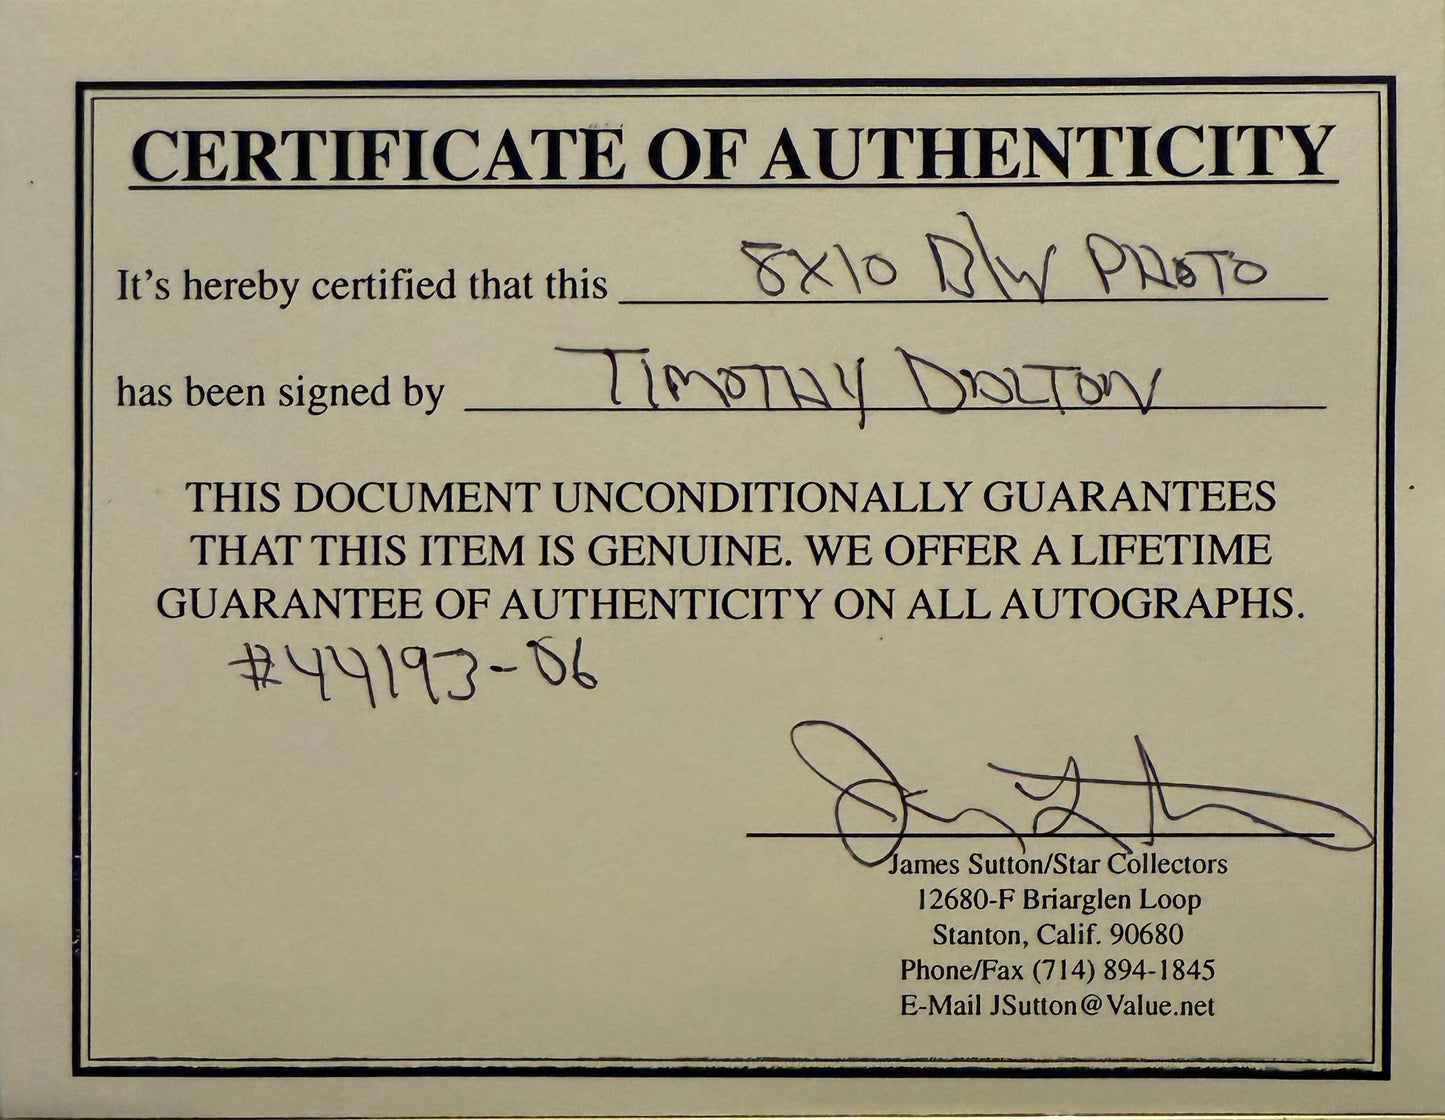 CERTIFICATE OF AUTHENTICITY
It's hereby certified that this 8X10 B/W PHOTO
has been signed by TIMOTHY DALTON
THIS DOCUMENT UNCONDITIONALLY GUARANTEES
THAT THIS ITEM IS GENUINE. WE OFFER A LIFETIME
GUARANTEE OF AUTHENTICITY ON ALL AUTOGRAPHS.
#44193-06
James Sutton/Star Collectors
12680-F Briarglen Loop
Stanton, Calif. 90680
Phone/Fax (714) 894-1845
E-Mail JSutton@Value.net